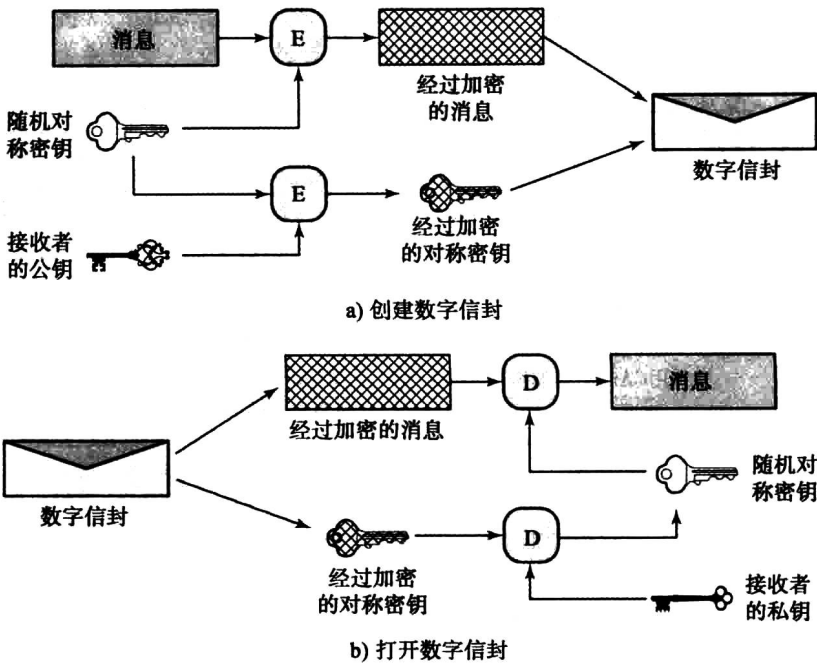 消息
E
经过加密
的消息
随机对
称密钥
数字信封
E
经过加密
的对称密钥
接收者
的公钥
a) 创建数字信封
D
消息
经过加密的消息
随机对
称密钥
数字信封
D
经过加密
的对称密钥
接收者
的私钥
b) 打开数字信封